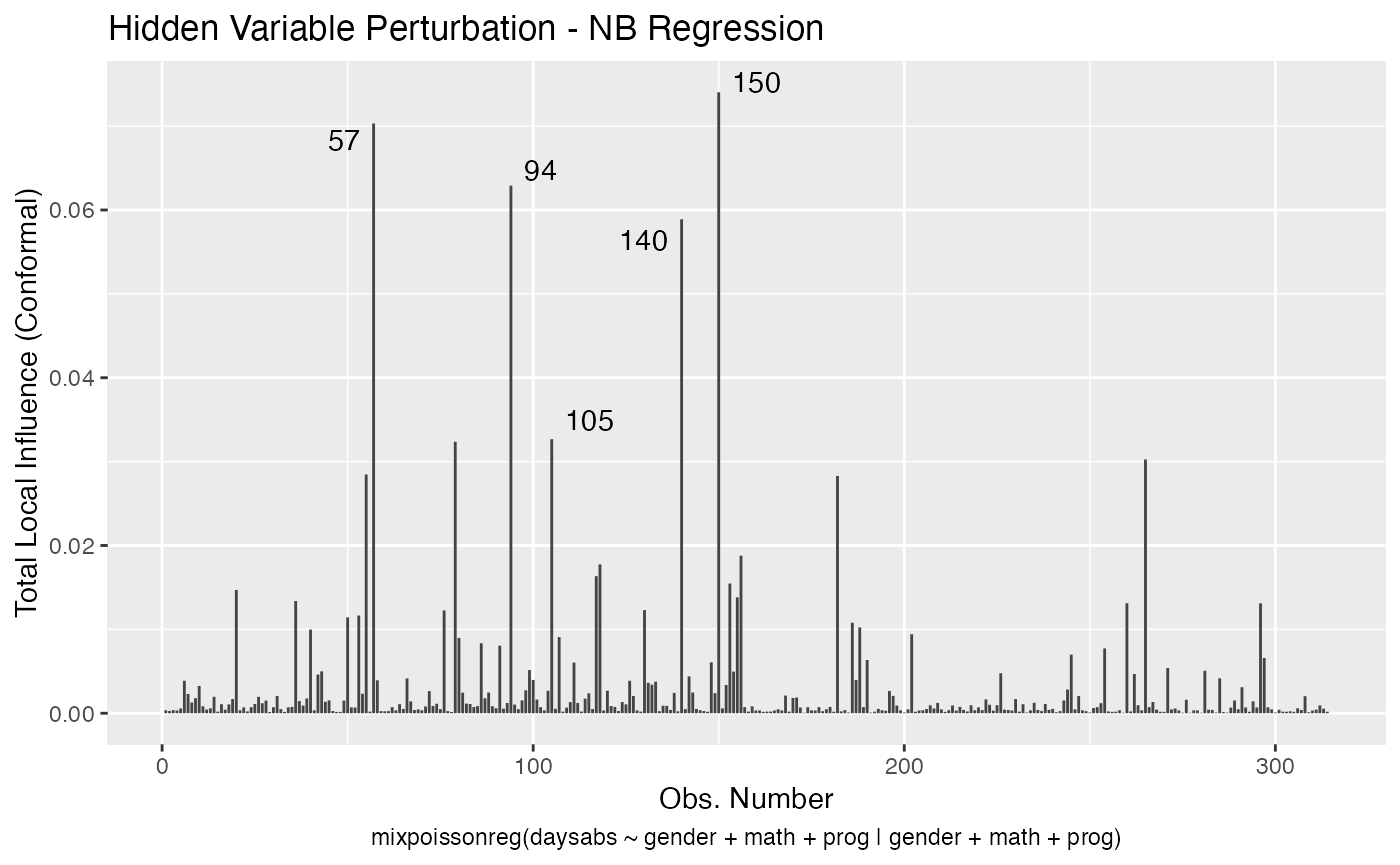 Hidden Variable Perturbation - NB Regression
150
57
94
0.06
140
Total Local Influence (Conformal)
0.04
105
0.02
0.00
0 100 200 300
Obs. Number
mixpoissonreg(daysabs ~ gender + math + prog | gender + math + prog)